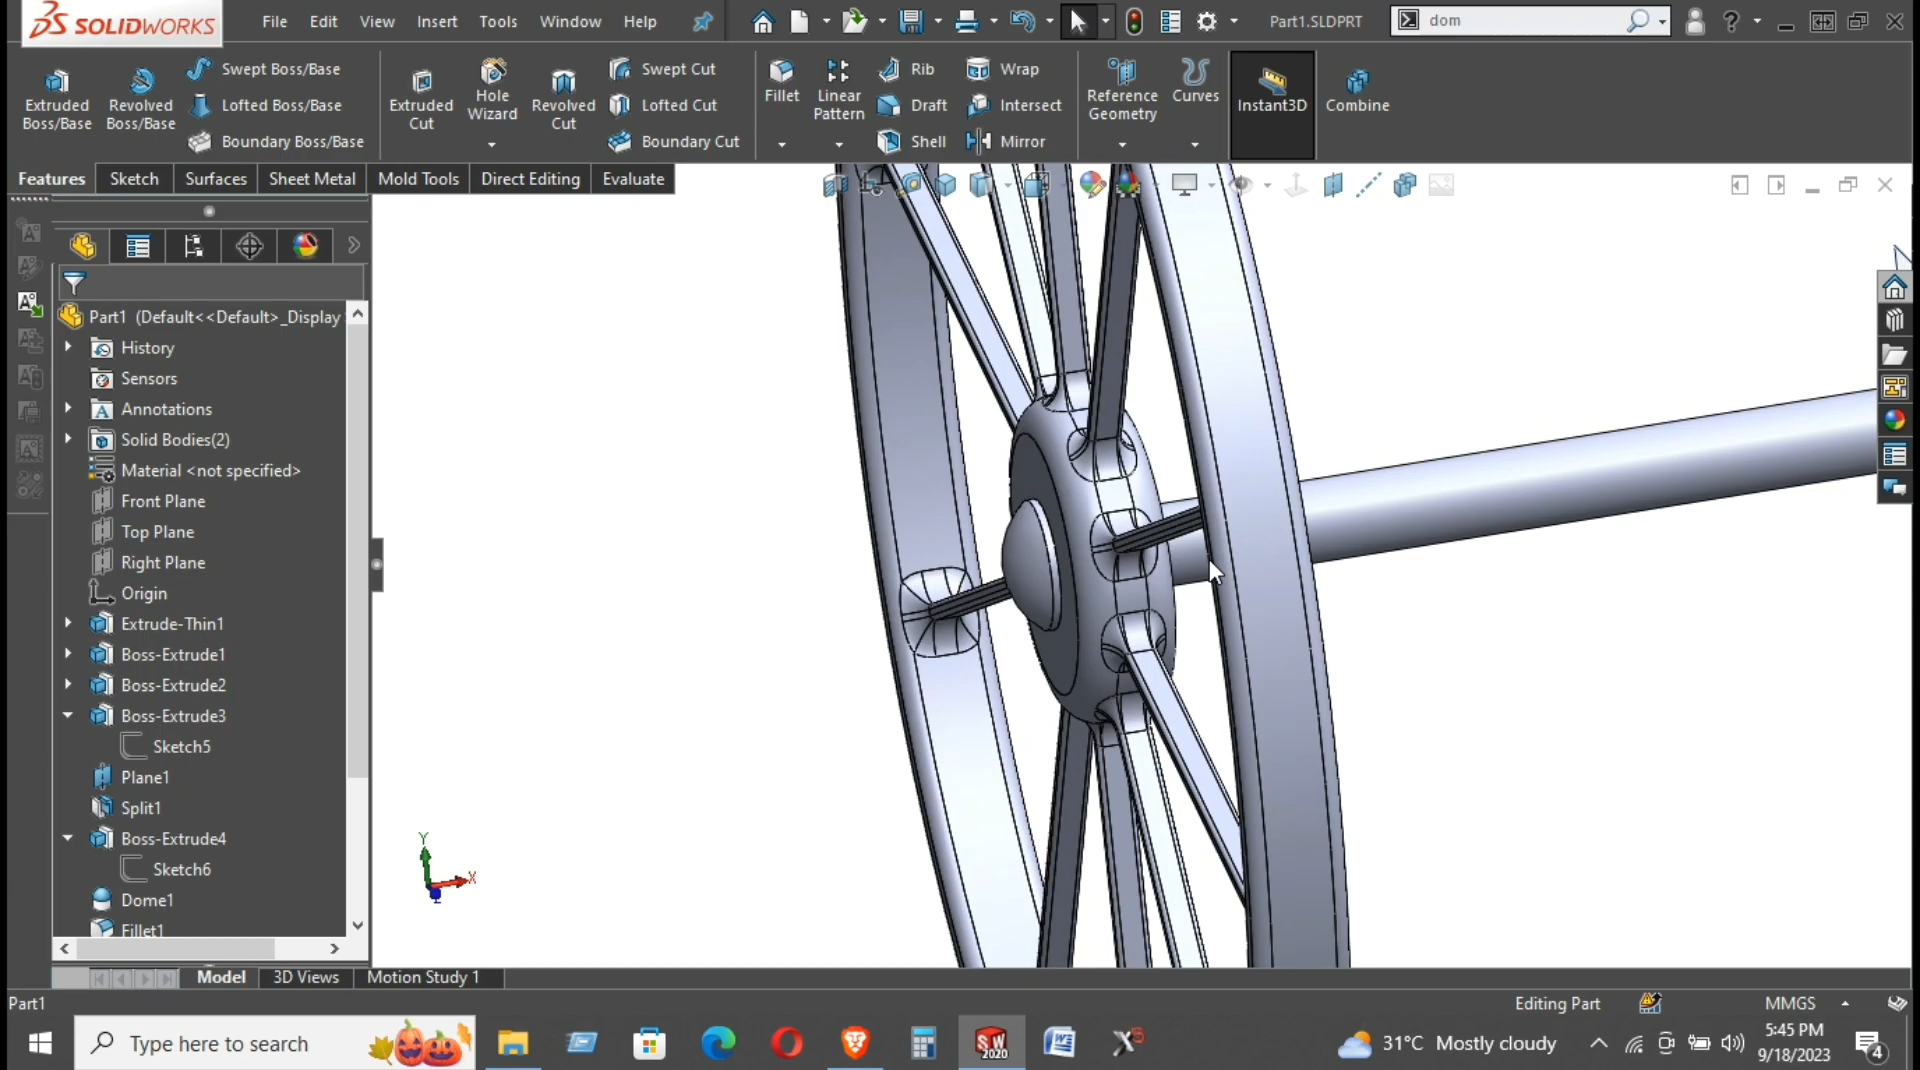 SOLIDWORKS File Edit View Insert Tools Window Help Part1.SLDPRT dom
Extruded Boss/Base
Revolved Boss/Base
Swept Boss/Base
Lofted Boss/Base
Boundary Boss/Base
Extruded Cut
Hole Wizard
Revolved Cut
Swept Cut
Lofted Cut
Boundary Cut
Fillet
Linear Pattern
Rib
Draft
Shell
Wrap
Intersect
Mirror
Reference Geometry
Curves
Instant3D
Combine
Features Sketch Surfaces Sheet Metal Mold Tools Direct Editing Evaluate
Part1 (Default<<Default>_Display
History
Sensors
Annotations
Solid Bodies(2)
Material <not specified>
Front Plane
Top Plane
Right Plane
Origin
Extrude-Thin1
Boss-Extrude1
Boss-Extrude2
Boss-Extrude3
Sketch5
Plane1
Split1
Boss-Extrude4
Sketch6
Dome1
Fillet1
Y
X
Z
Model 3D Views Motion Study 1
Part1 Editing Part MMGS
Type here to search
SW 2020
31°C Mostly cloudy
5:45 PM
9/18/2023
4